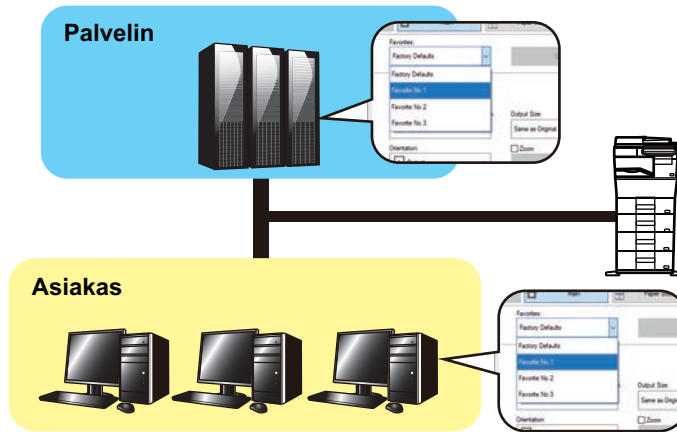 Palvelin
Favorites:
Factory Defaults
Factory Defaults
Favorite No.1
Favorite No.2
Favorite No.3
Output Size:
Same as Original
Orientation:
Zoom
Asiakas
Main
Favorites:
Factory Defaults
Factory Defaults
Favorite No.1
Favorite No.2
Favorite No.3
Output Size:
Orientation:
Zoom